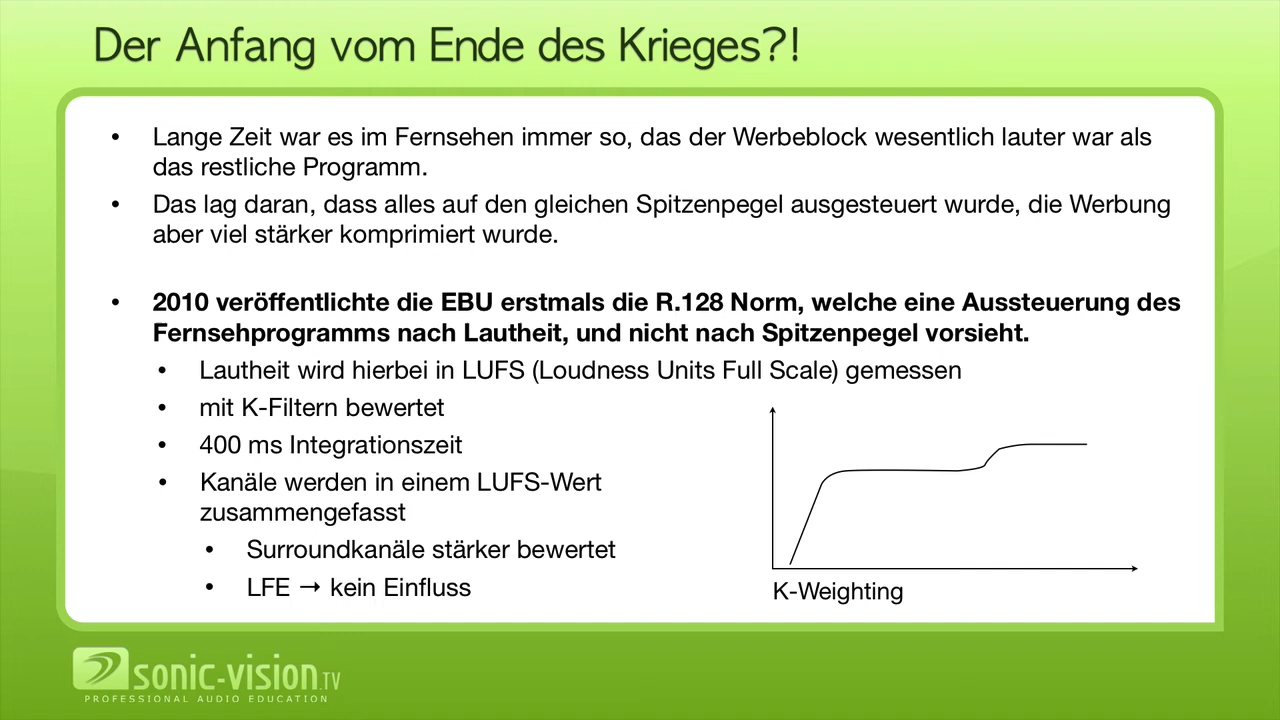 Der Anfang vom Ende des Krieges?!
• Lange Zeit war es im Fernsehen immer so, das der Werbeblock wesentlich lauter war als
das restliche Programm.
• Das lag daran, dass alles auf den gleichen Spitzenpegel ausgesteuert wurde, die Werbung
aber viel stärker komprimiert wurde.
• 2010 veröffentlichte die EBU erstmals die R.128 Norm, welche eine Aussteuerung des
Fernsehprogramms nach Lautheit, und nicht nach Spitzenpegel vorsieht.
• Lautheit wird hierbei in LUFS (Loudness Units Full Scale) gemessen
• mit K-Filtern bewertet
• 400 ms Integrationszeit
• Kanäle werden in einem LUFS-Wert
zusammengefasst
• Surroundkanäle stärker bewertet
• LFE → kein Einfluss
K-Weighting
sonic-vision.TV
PROFESSIONAL AUDIO EDUCATION